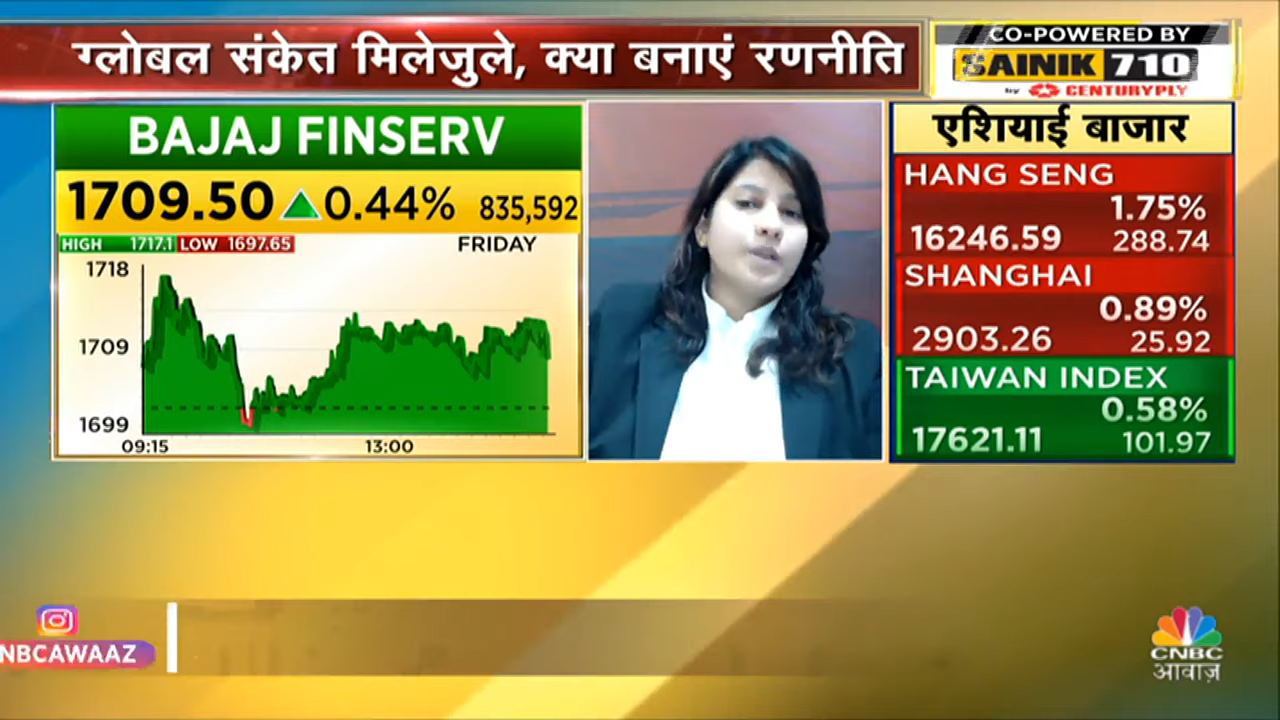 ग्लोबल संकेत मिलेजुले, क्या बनाएं रणनीति
CO-POWERED BY
SAINIK 710
by CENTURYPLY
BAJAJ FINSERV
1709.50 0.44% 835,592
HIGH 1717.1 LOW 1697.65 FRIDAY
1718
1709
1699
09:15 13:00
एशियाई बाजार
HANG SENG
1.75%
16246.59 288.74
SHANGHAI
0.89%
2903.26 25.92
TAIWAN INDEX
0.58%
17621.11 101.97
NBCAWAAZ
CNBC
आवाज़